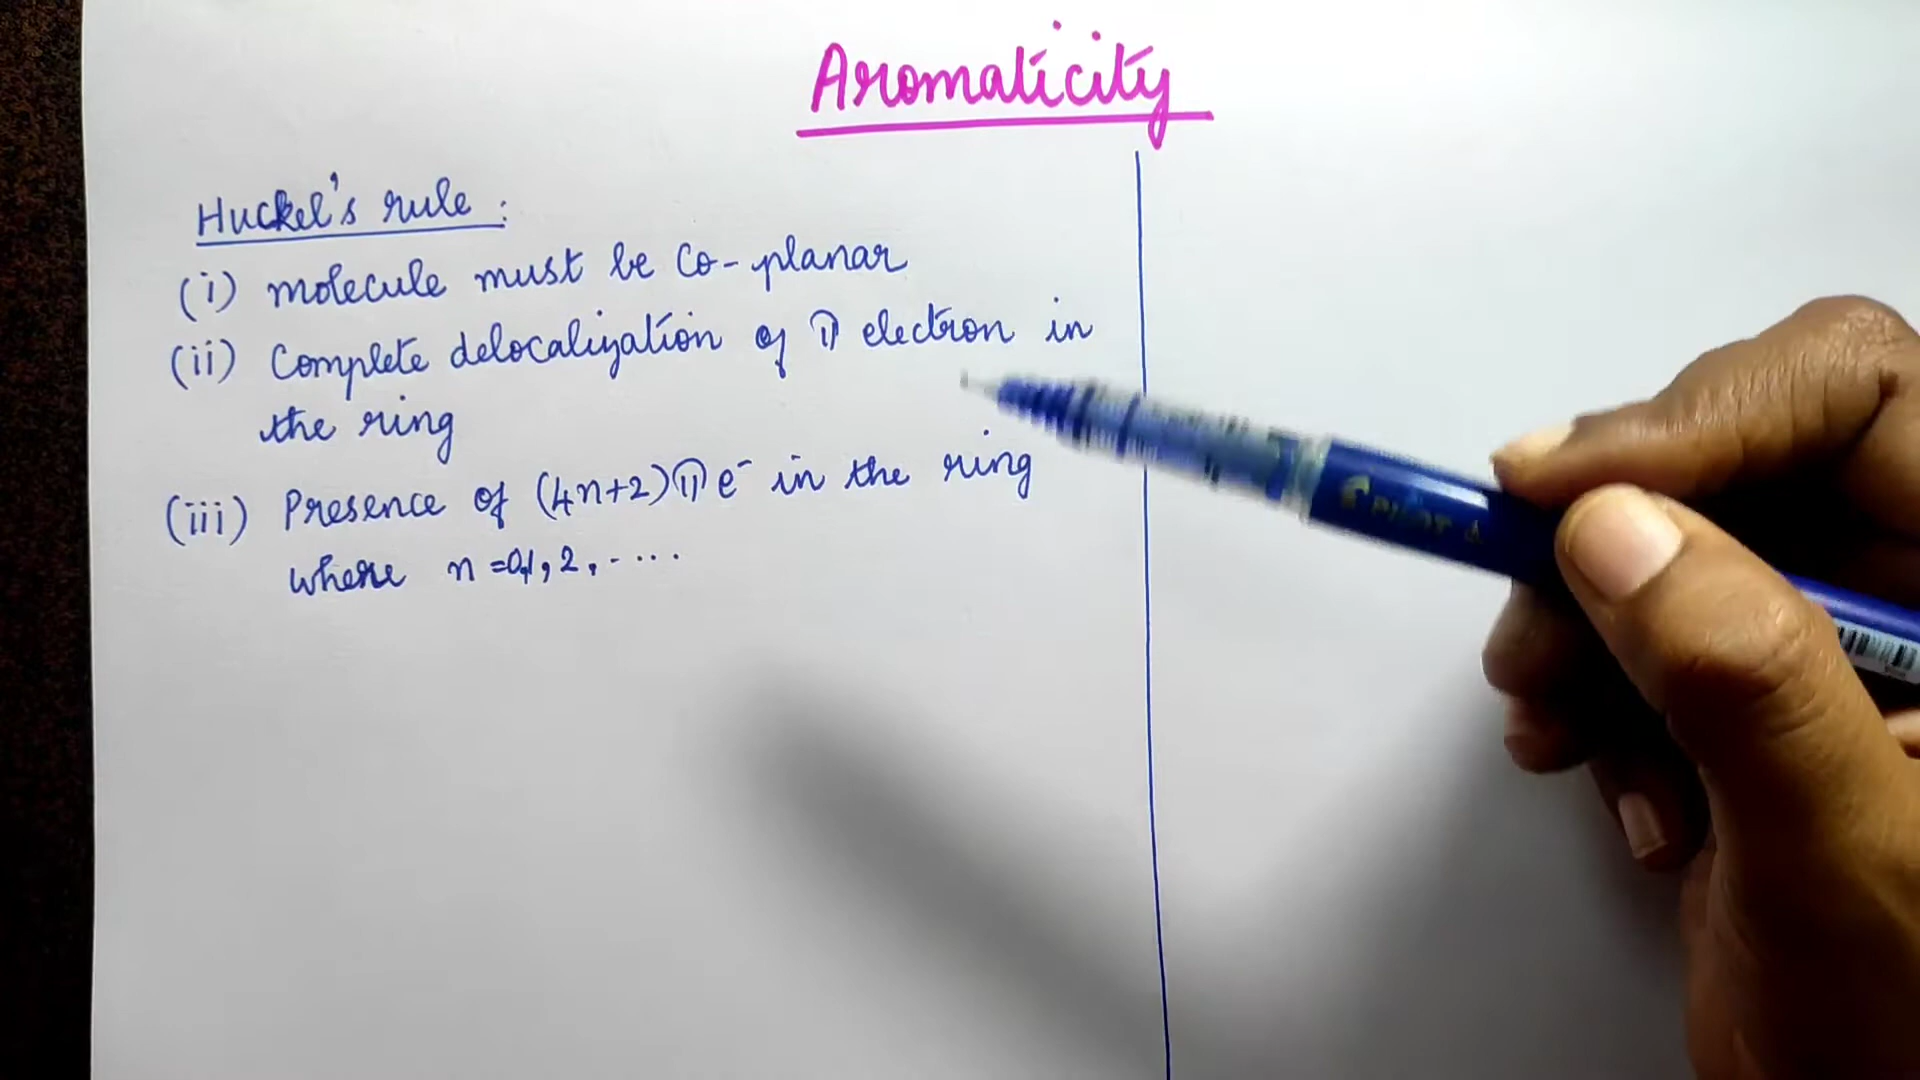 Aromaticity
Huckel's rule :
(i) molecule must be Co-planar
(ii) Complete delocalization of π electron in
the ring
(iii) Presence of (4n+2)π e⁻ in the ring
where n =0,1,2,.....
PILOT